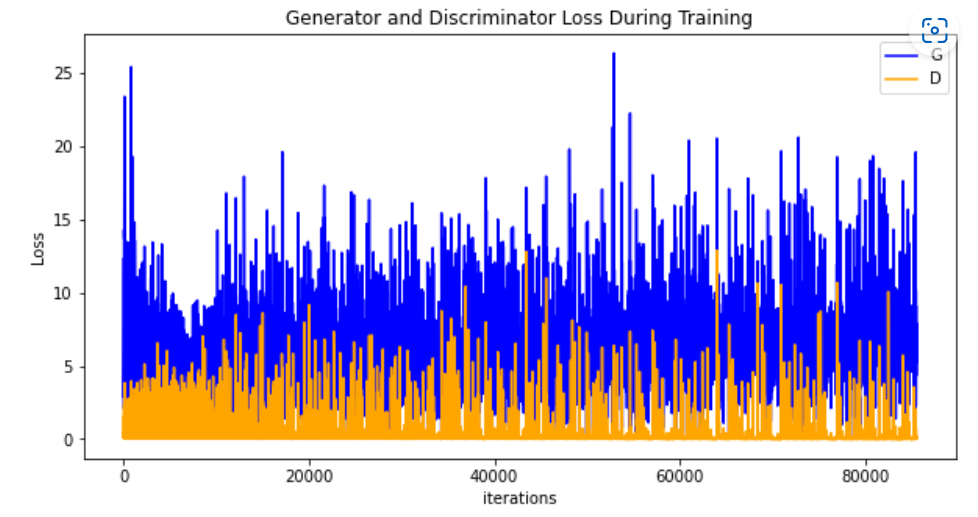 Generator and Discriminator Loss During Training
G
D
25
20
15
10
5
0
Loss
0 20000 40000 60000 80000
iterations